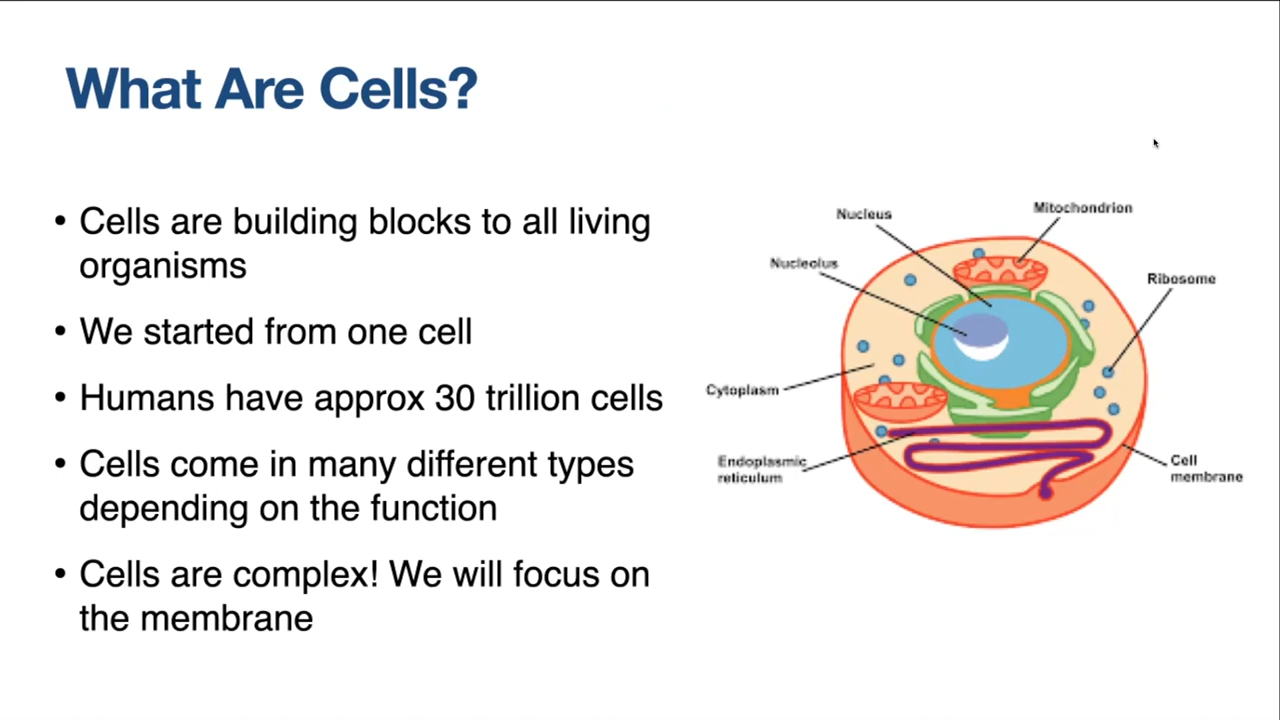 What Are Cells?
• Cells are building blocks to all living
organisms
• We started from one cell
• Humans have approx 30 trillion cells
• Cells come in many different types
depending on the function
• Cells are complex! We will focus on
the membrane
Nucleus
Mitochondrion
Nucleolus
Ribosome
Cytoplasm
Endoplasmic
reticulum
Cell
membrane